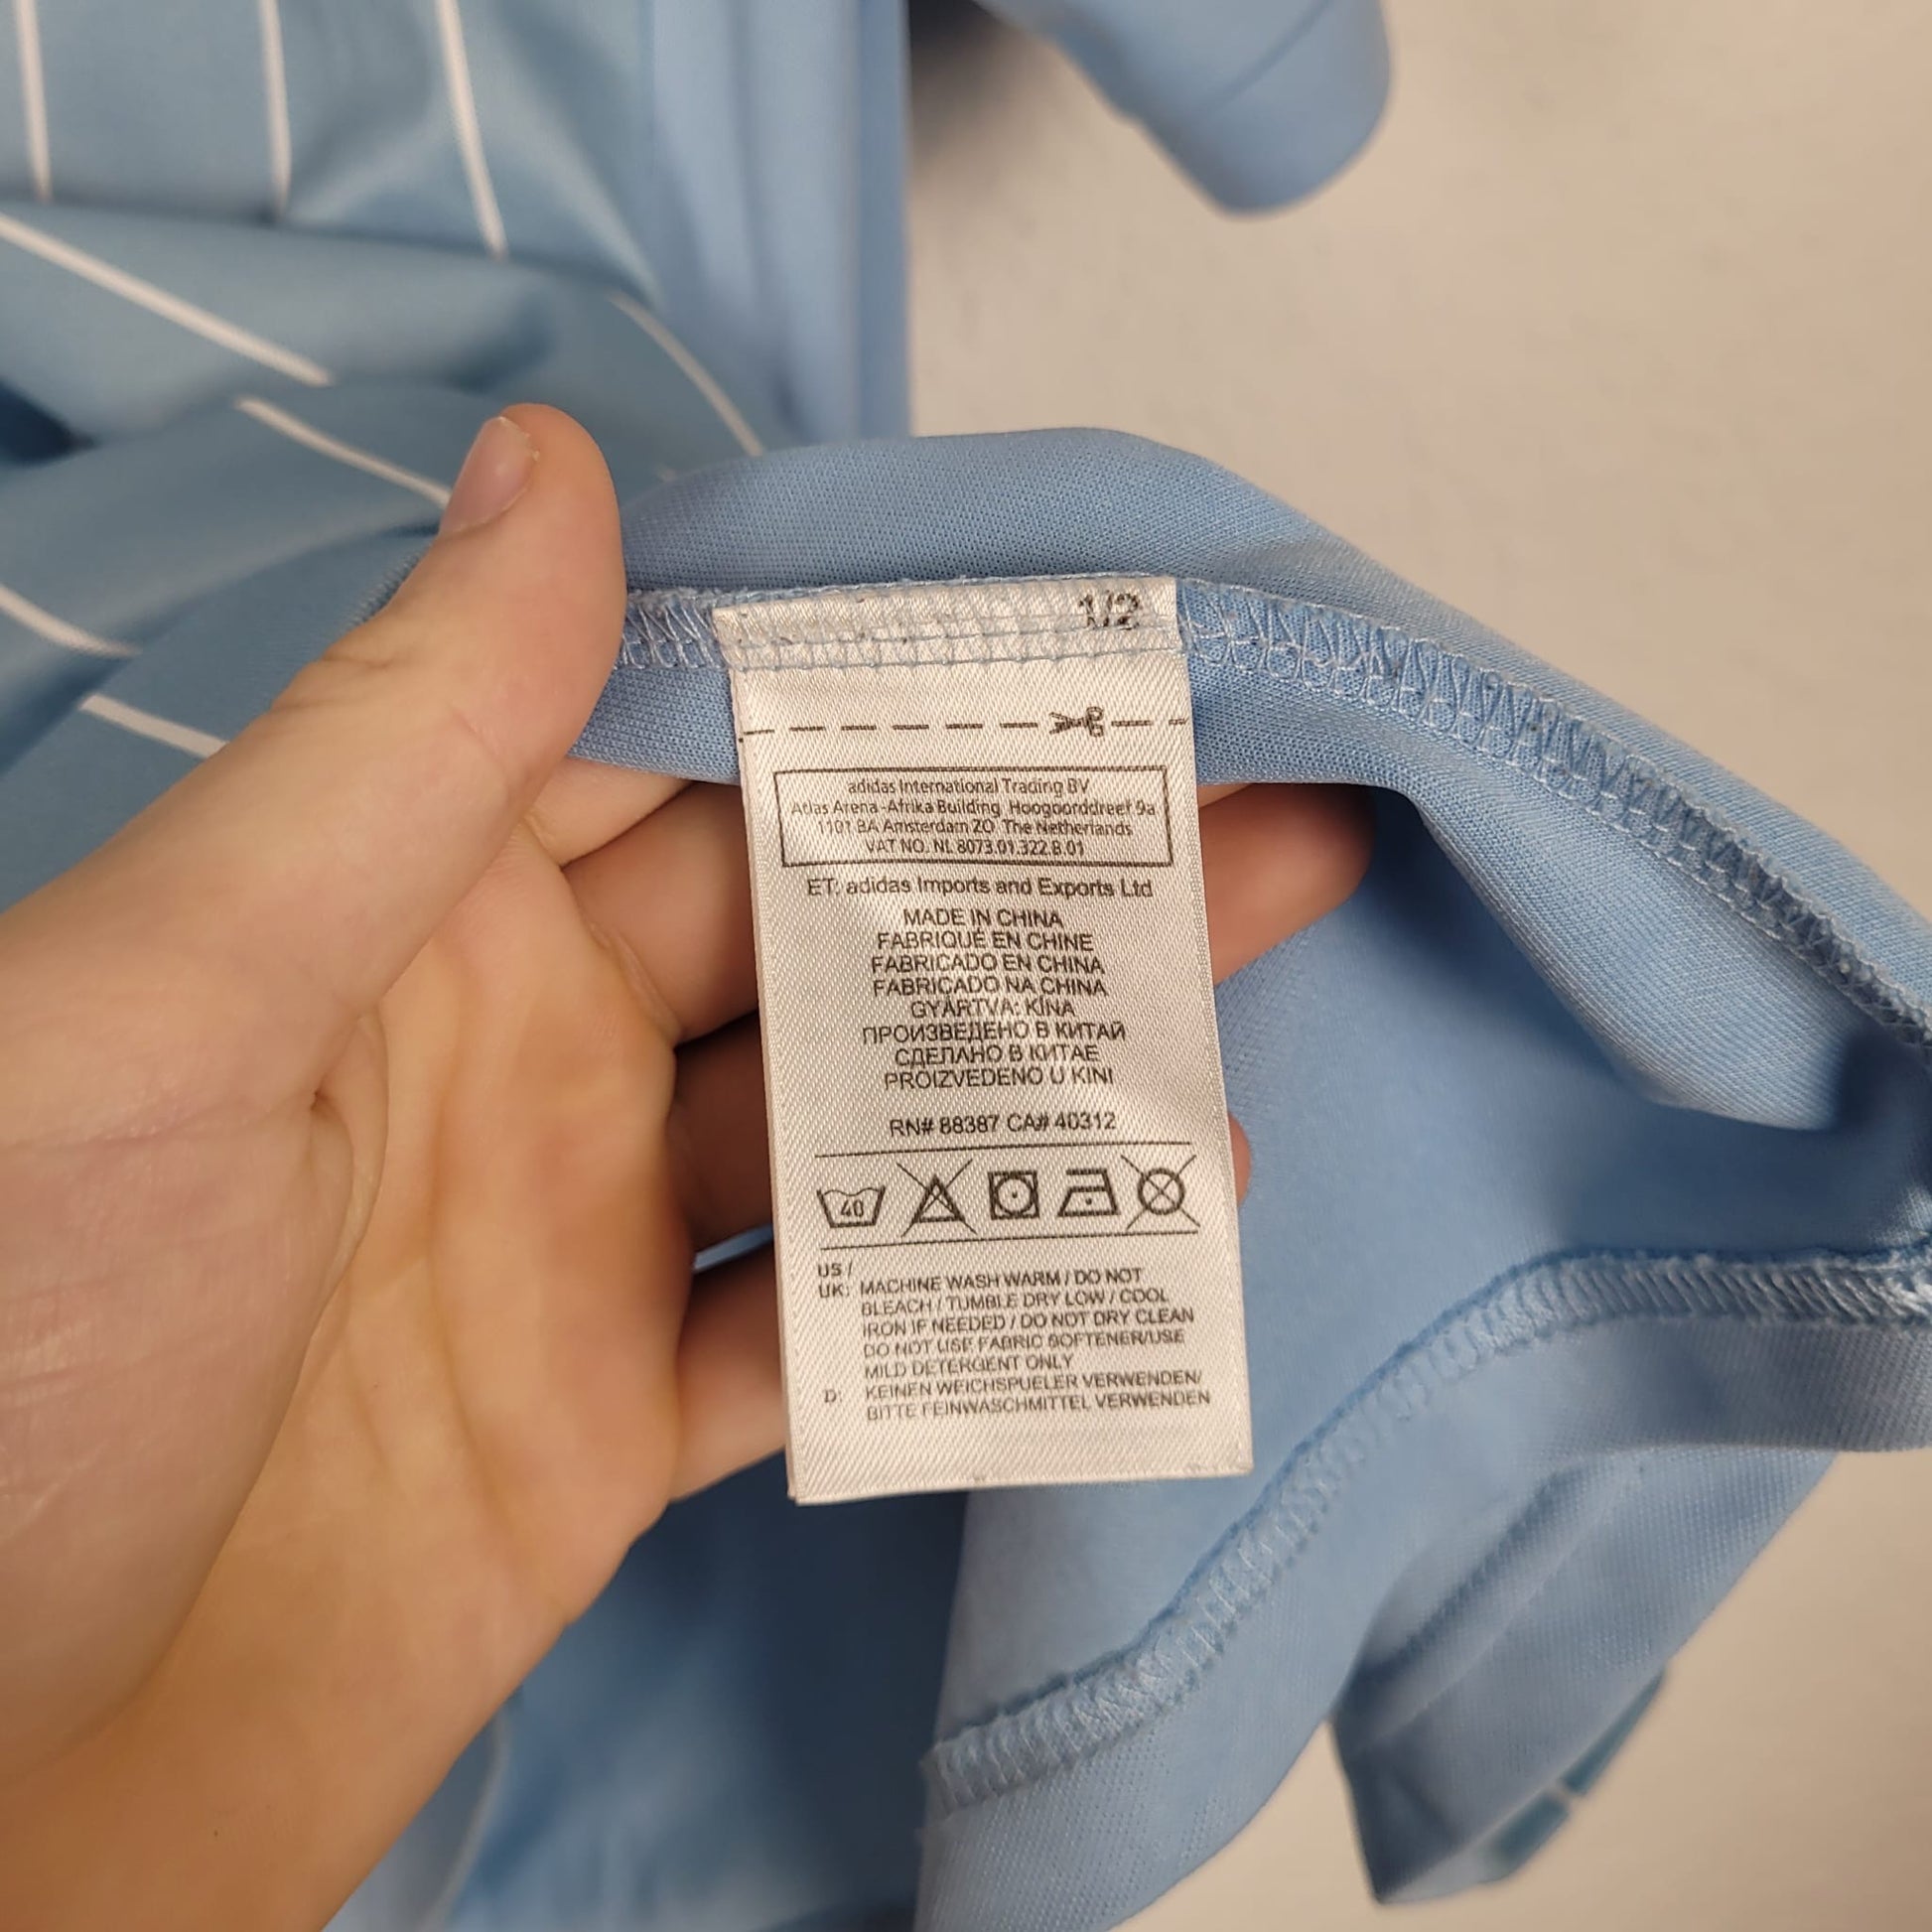 1/2
adidas International Trading BV
Atlas Arena-Afrika Building Hoogoorddreef 9a
1101 BA Amsterdam ZO The Netherlands
VAT NO. NL 8073.01.322.B.01
ET: adidas Imports and Exports Ltd
MADE IN CHINA
FABRIQUÉ EN CHINE
FABRICADO EN CHINA
FABRICADO NA CHINA
GYÁRTVA: KÍNA
ПРОИЗВЕДЕНО В КИТАЙ
СДЕЛАНО В КИТАЕ
PROIZVEDENO U KINI
RN# 88387 CA# 40312
40
US /
UK: MACHINE WASH WARM / DO NOT
BLEACH / TUMBLE DRY LOW / COOL
IRON IF NEEDED / DO NOT DRY CLEAN
DO NOT USE FABRIC SOFTENER/USE
MILD DETERGENT ONLY
D: KEINEN WEICHSPUELER VERWENDEN/
BITTE FEINWASCHMITTEL VERWENDEN